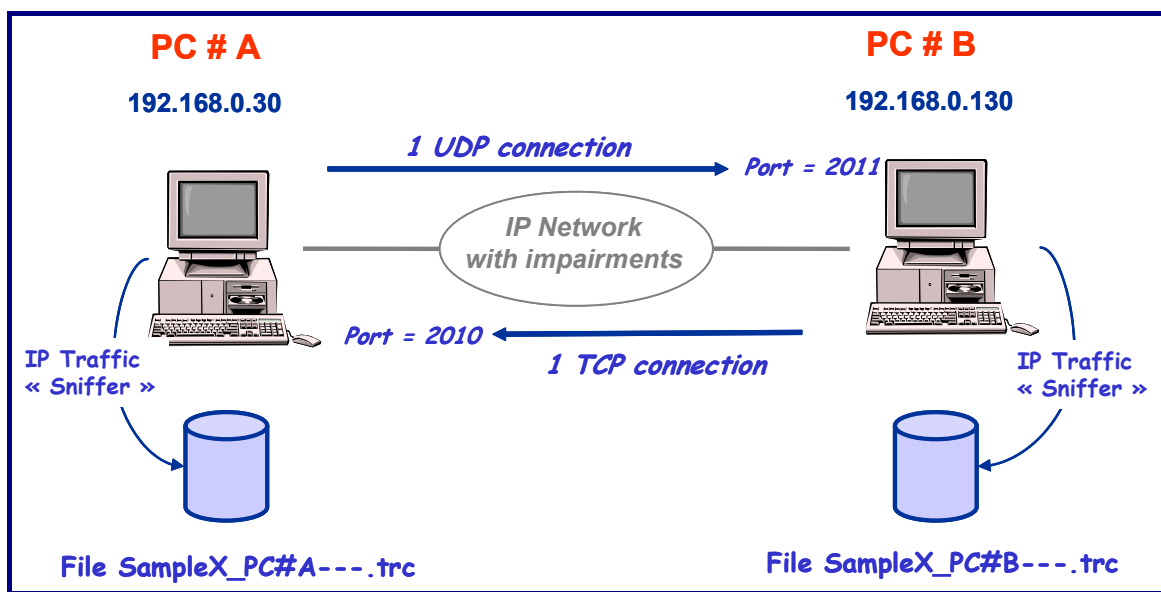 PC # A
PC # B
192.168.0.30
192.168.0.130
1 UDP connection
Port = 2011
IP Network
with impairments
Port = 2010
1 TCP connection
IP Traffic
« Sniffer »
IP Traffic
« Sniffer »
File SampleX_PC#A---.trc
File SampleX_PC#B---.trc